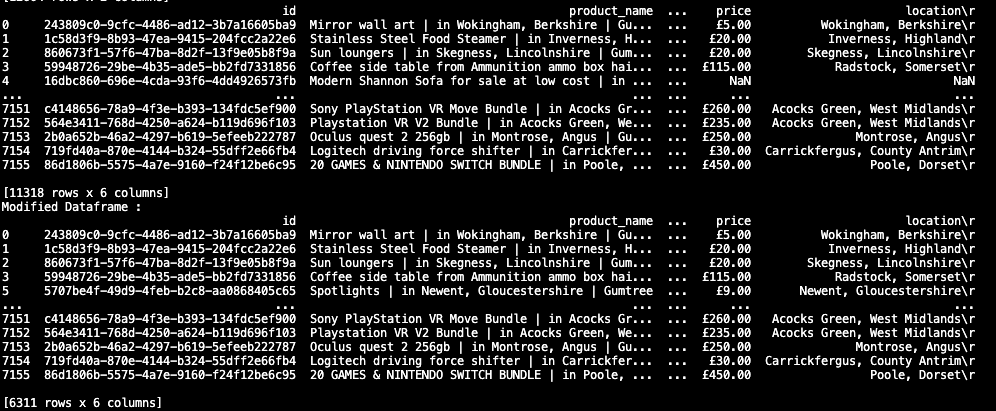 id product_name ... price location\r
0 243809c0-9cfc-4486-ad12-3b7a16605ba9 Mirror wall art | in Wokingham, Berkshire | Gu... ... £5.00 Wokingham, Berkshire\r
1 1c58d3f9-8b93-47ea-9415-204fcc2a22e6 Stainless Steel Food Steamer | in Inverness, H... ... £20.00 Inverness, Highland\r
2 860673f1-f57f-46ba-8d2f-13f9e05b8f9a Sun loungers | in Skegness, Lincolnshire | Gum... ... £20.00 Skegness, Lincolnshire\r
3 59948726-29be-4b35-ade5-bb2fd7331856 Coffee side table from Ammunition ammo box hai... ... £115.00 Radstock, Somerset\r
4 16dbc860-696e-4cda-93f6-4dd4926573fb Modern Shannon Sofa for sale at low cost | in ... ... NaN NaN
... ... ... ... ... ...
7151 c4148656-78a9-4f3e-b393-134fdc5ef900 Sony PlayStation VR Move Bundle | in Acocks Gr... ... £260.00 Acocks Green, West Midlands\r
7152 564e3411-768d-4250-a624-b119d696f103 Playstation VR V2 Bundle | in Acocks Green, We... ... £235.00 Acocks Green, West Midlands\r
7153 2b0a652b-46a2-4297-b619-5efeeb222787 Oculus quest 2 256gb | in Montrose, Angus | Gu... ... £250.00 Montrose, Angus\r
7154 719fd40a-870e-4144-b324-55dff2e66fb4 Logitech driving force shifter | in Carrickfer... ... £30.00 Carrickfergus, County Antrim\r
7155 86d1806b-5575-4a7e-9160-f24f12be6c95 20 GAMES & NINTENDO SWITCH BUNDLE | in Poole, ... ... £450.00 Poole, Dorset\r
[11318 rows x 6 columns]
Modified Dataframe :
id product_name ... price location\r
0 243809c0-9cfc-4486-ad12-3b7a16605ba9 Mirror wall art | in Wokingham, Berkshire | Gu... ... £5.00 Wokingham, Berkshire\r
1 1c58d3f9-8b93-47ea-9415-204fcc2a22e6 Stainless Steel Food Steamer | in Inverness, H... ... £20.00 Inverness, Highland\r
2 860673f1-f57f-46ba-8d2f-13f9e05b8f9a Sun loungers | in Skegness, Lincolnshire | Gum... ... £20.00 Skegness, Lincolnshire\r
3 59948726-29be-4b35-ade5-bb2fd7331856 Coffee side table from Ammunition ammo box hai... ... £115.00 Radstock, Somerset\r
5 5707be4f-49d9-4feb-b2c8-aa0868405c65 Spotlights | in Newent, Gloucestershire | Gumtree ... £9.00 Newent, Gloucestershire\r
... ... ... ... ... ...
7151 c4148656-78a9-4f3e-b393-134fdc5ef900 Sony PlayStation VR Move Bundle | in Acocks Gr... ... £260.00 Acocks Green, West Midlands\r
7152 564e3411-768d-4250-a624-b119d696f103 Playstation VR V2 Bundle | in Acocks Green, We... ... £235.00 Acocks Green, West Midlands\r
7153 2b0a652b-46a2-4297-b619-5efeeb222787 Oculus quest 2 256gb | in Montrose, Angus | Gu... ... £250.00 Montrose, Angus\r
7154 719fd40a-870e-4144-b324-55dff2e66fb4 Logitech driving force shifter | in Carrickfer... ... £30.00 Carrickfergus, County Antrim\r
7155 86d1806b-5575-4a7e-9160-f24f12be6c95 20 GAMES & NINTENDO SWITCH BUNDLE | in Poole, ... ... £450.00 Poole, Dorset\r
[6311 rows x 6 columns]